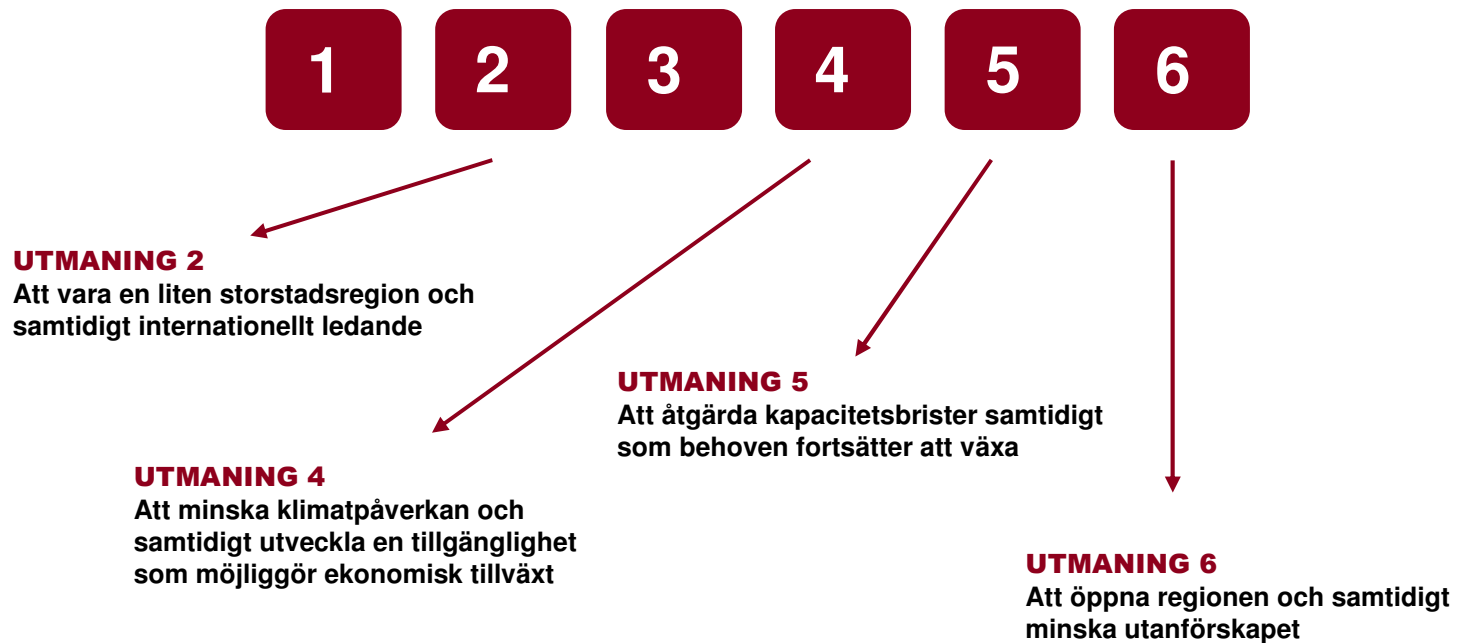 1 2 3 4 5 6
UTMANING 2
Att vara en liten storstadsregion och
samtidigt internationellt ledande
UTMANING 5
Att åtgärda kapacitetsbrister samtidigt
som behoven fortsätter att växa
UTMANING 4
Att minska klimatpåverkan och
samtidigt utveckla en tillgänglighet
som möjliggör ekonomisk tillväxt
UTMANING 6
Att öppna regionen och samtidigt
minska utanförskapet